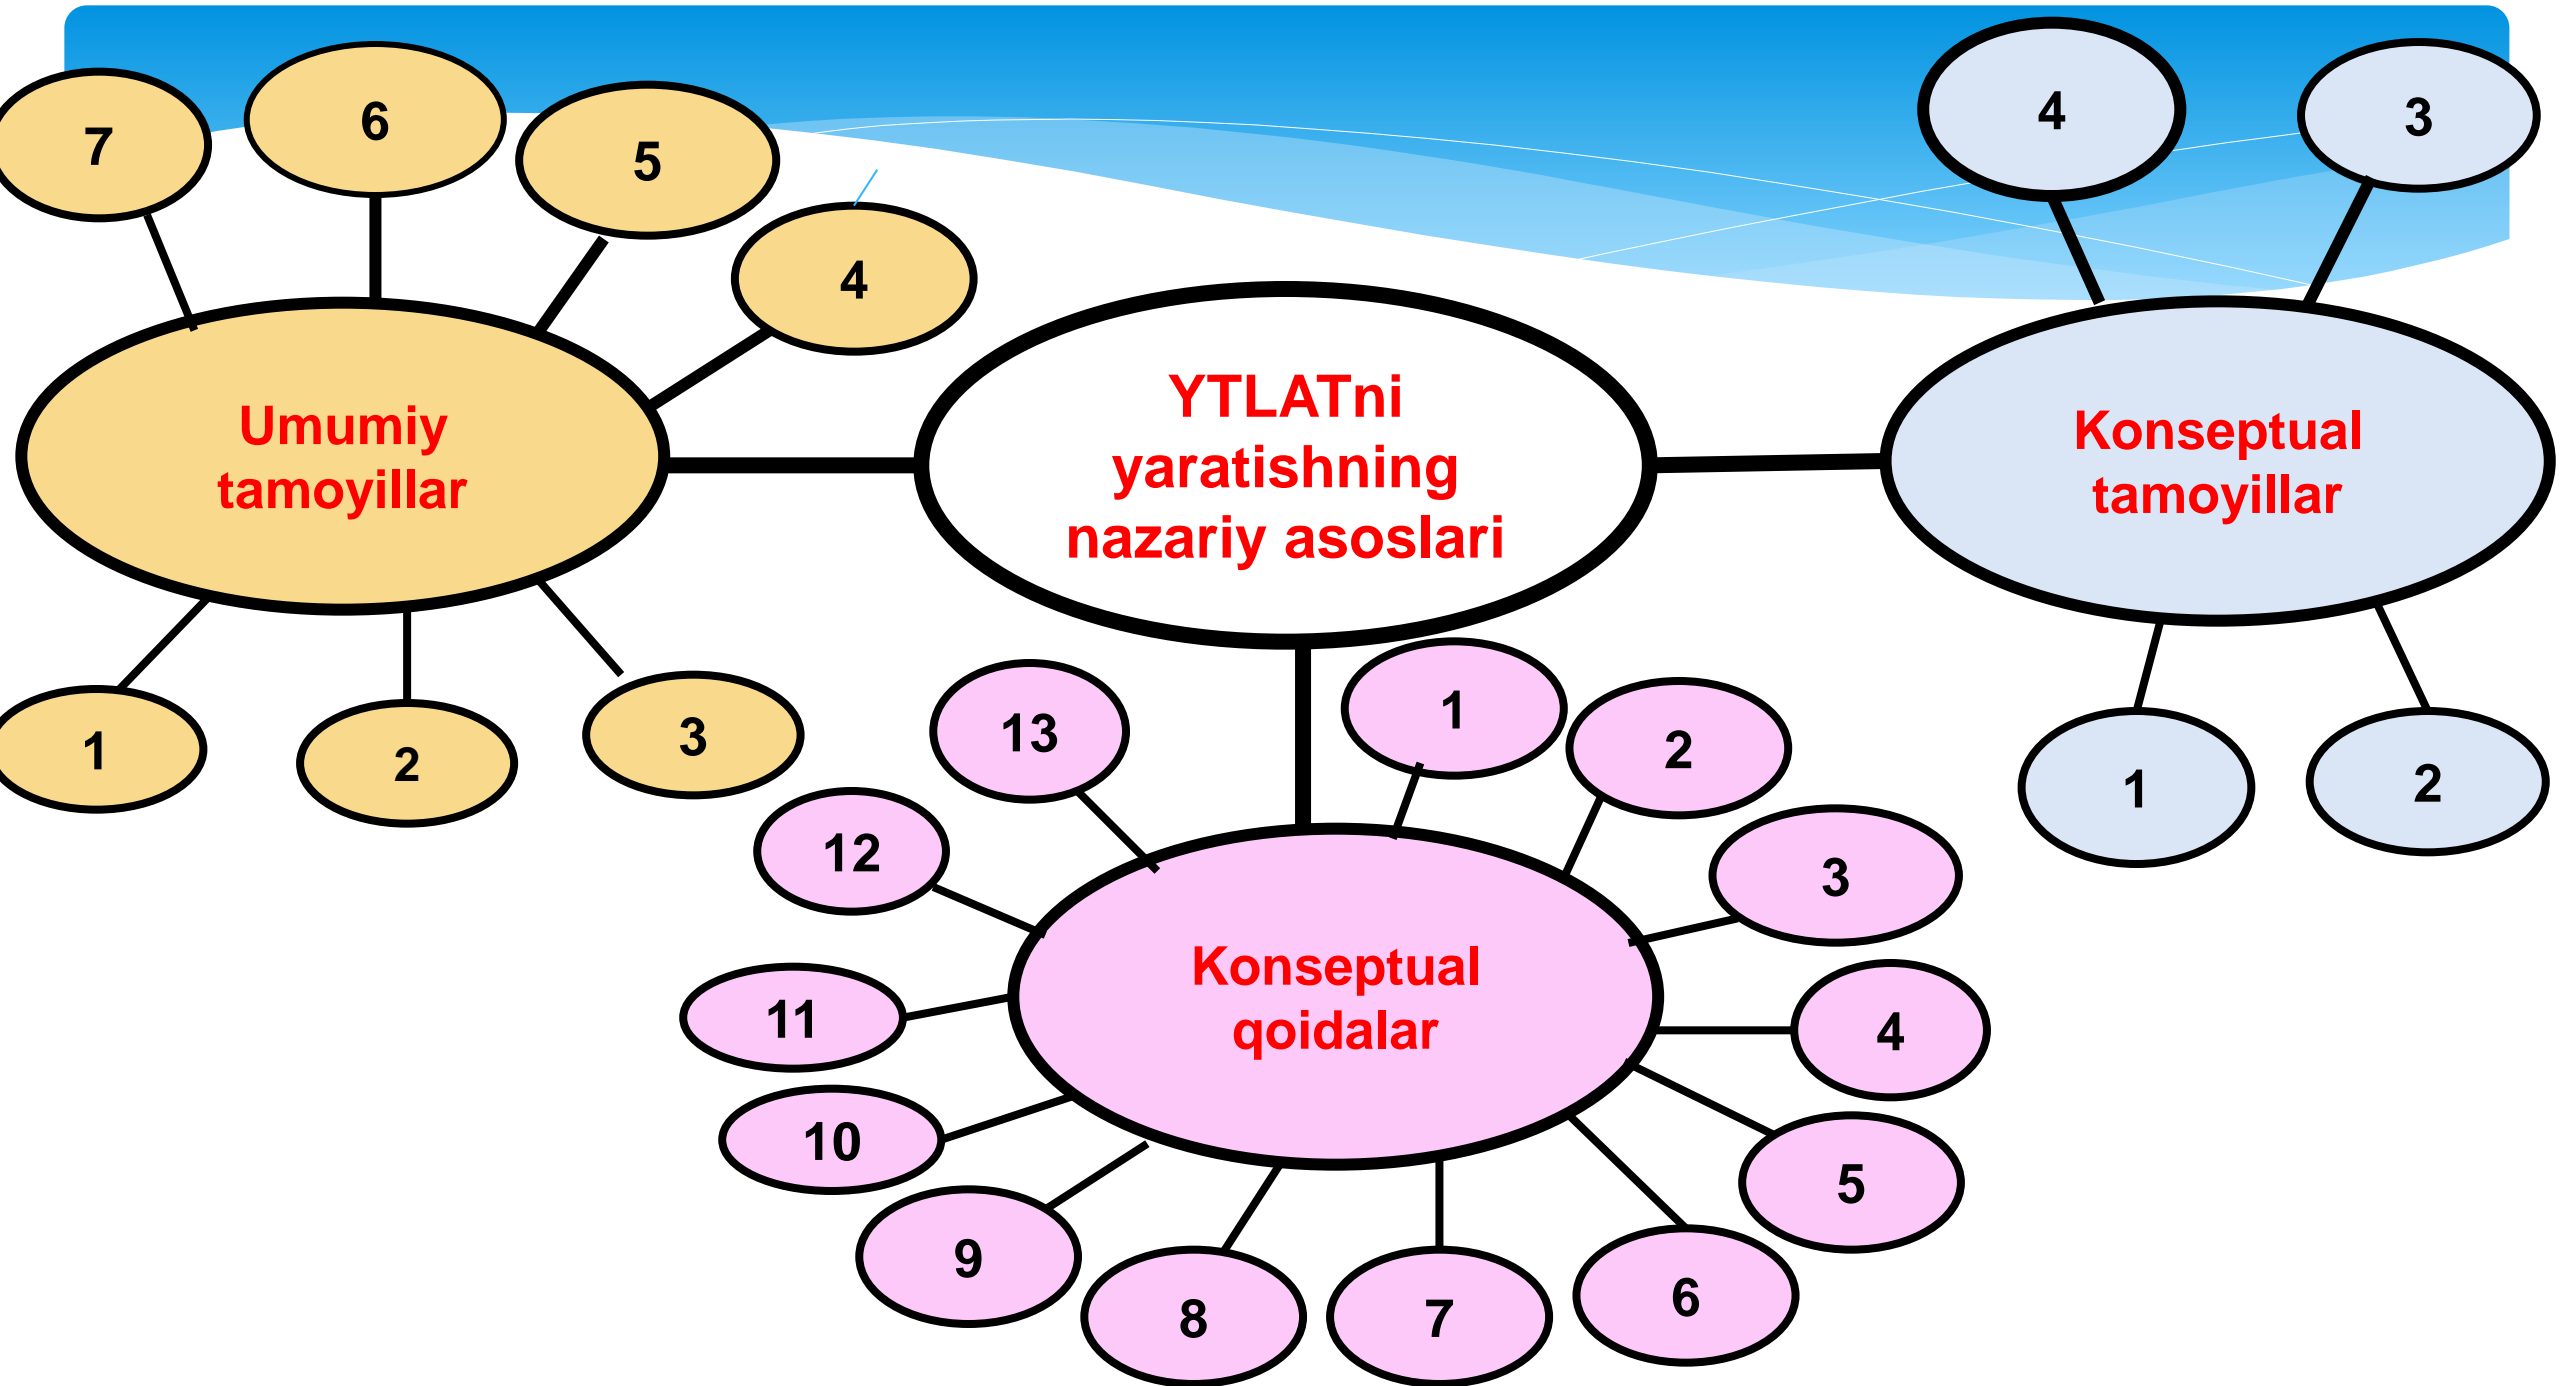 7
6
5
4
Umumiy
tamoyillar
1
2
3
YTLATni
yaratishning
nazariy asoslari
4
3
Konseptual
tamoyillar
1
2
13
1
2
12
3
Konseptual
qoidalar
11
4
10
5
9
8
7
6